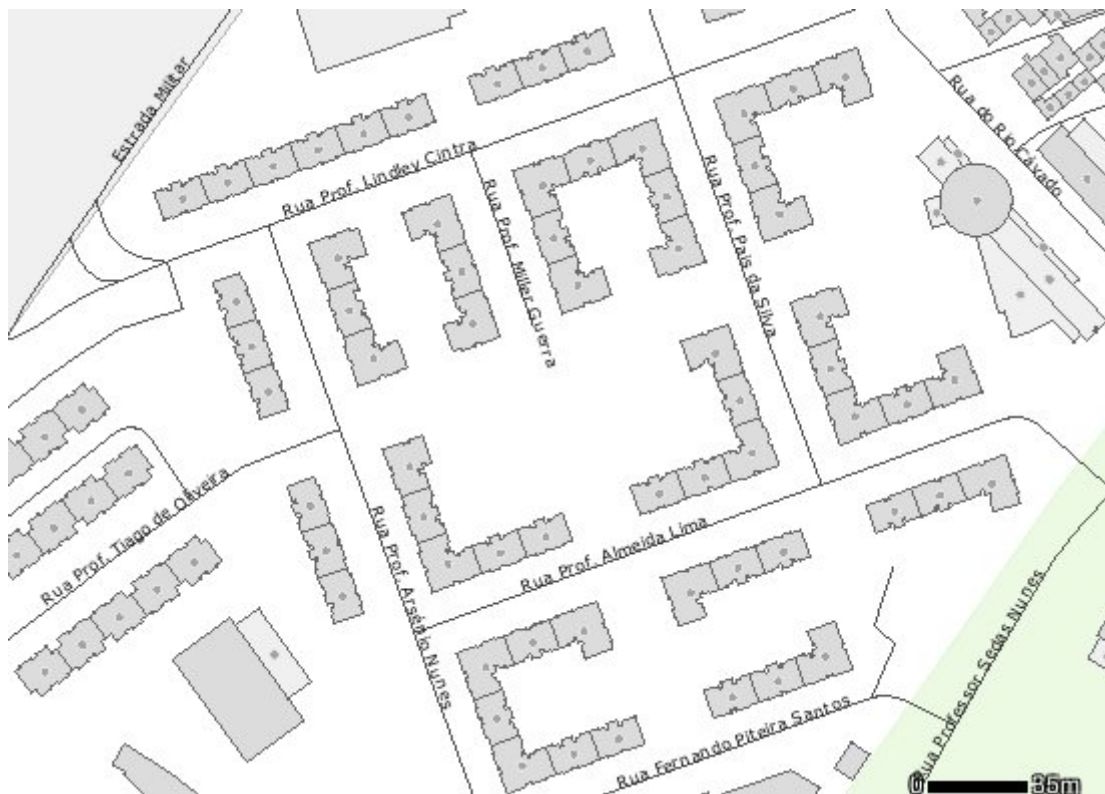 Estrada Militar
Rua do Rio Cávado
Rua Prof. Lindley Cintra
Rua Prof. Miller Guerra
Rua Prof. Pais da Silva
Rua Prof. Tiago de Oliveira
Rua Prof. Arsénio Nunes
Rua Prof. Almeida Lima
Rua Professor Sedas Nunes
Rua Fernando Piteira Santos
0 35m